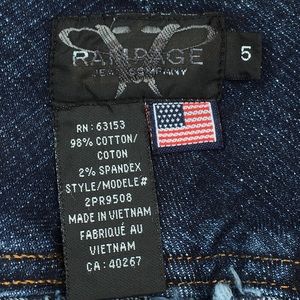 RAMPAGE
JEAN COMPANY
5
RN: 63153
98% COTTON/
COTON
2% SPANDEX
STYLE/MODELE#
2PR9508
MADE IN VIETNAM
FABRIQUÉ AU
VIETNAM
CA: 40267